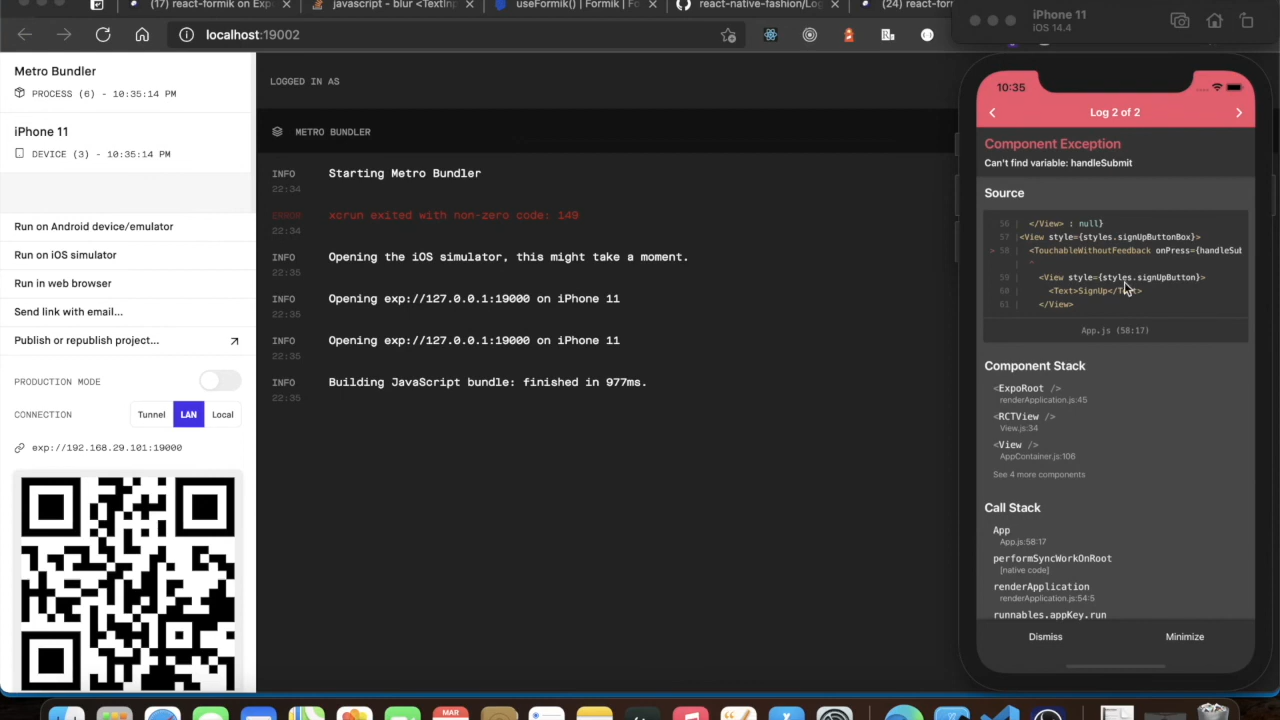 (17) react-formik on Exp
javascript - blur <TextInp
useFormik() | Formik | Fo
react-native-fashion/Log
(24) react-form
localhost:19002
Metro Bundler
PROCESS (6) - 10:35:14 PM
iPhone 11
DEVICE (3) - 10:35:14 PM
Run on Android device/emulator
Run on iOS simulator
Run in web browser
Send link with email...
Publish or republish project...
PRODUCTION MODE
CONNECTION
Tunnel
LAN
Local
exp://192.168.29.101:19000
LOGGED IN AS
METRO BUNDLER
INFO Starting Metro Bundler
22:34
ERROR xcrun exited with non-zero code: 149
22:34
INFO Opening the iOS simulator, this might take a moment.
22:35
INFO Opening exp://127.0.0.1:19000 on iPhone 11
22:35
INFO Opening exp://127.0.0.1:19000 on iPhone 11
22:35
INFO Building JavaScript bundle: finished in 977ms.
22:35
iPhone 11
iOS 14.4
10:35
Log 2 of 2
Component Exception
Can't find variable: handleSubmit
Source
56 | </View> : null}
57 | <View style={styles.signUpButtonBox}>
> 58 | <TouchableWithoutFeedback onPress={handleSub
| ^
59 | <View style={styles.signUpButton}>
60 | <Text>SignUp</Text>
61 | </View>
App.js (58:17)
Component Stack
<ExpoRoot />
renderApplication.js:45
<RCTView />
View.js:34
<View />
AppContainer.js:106
See 4 more components
Call Stack
App
App.js:58:17
performSyncWorkOnRoot
[native code]
renderApplication
renderApplication.js:54:5
runnables.appKey.run
Dismiss
Minimize
MAR